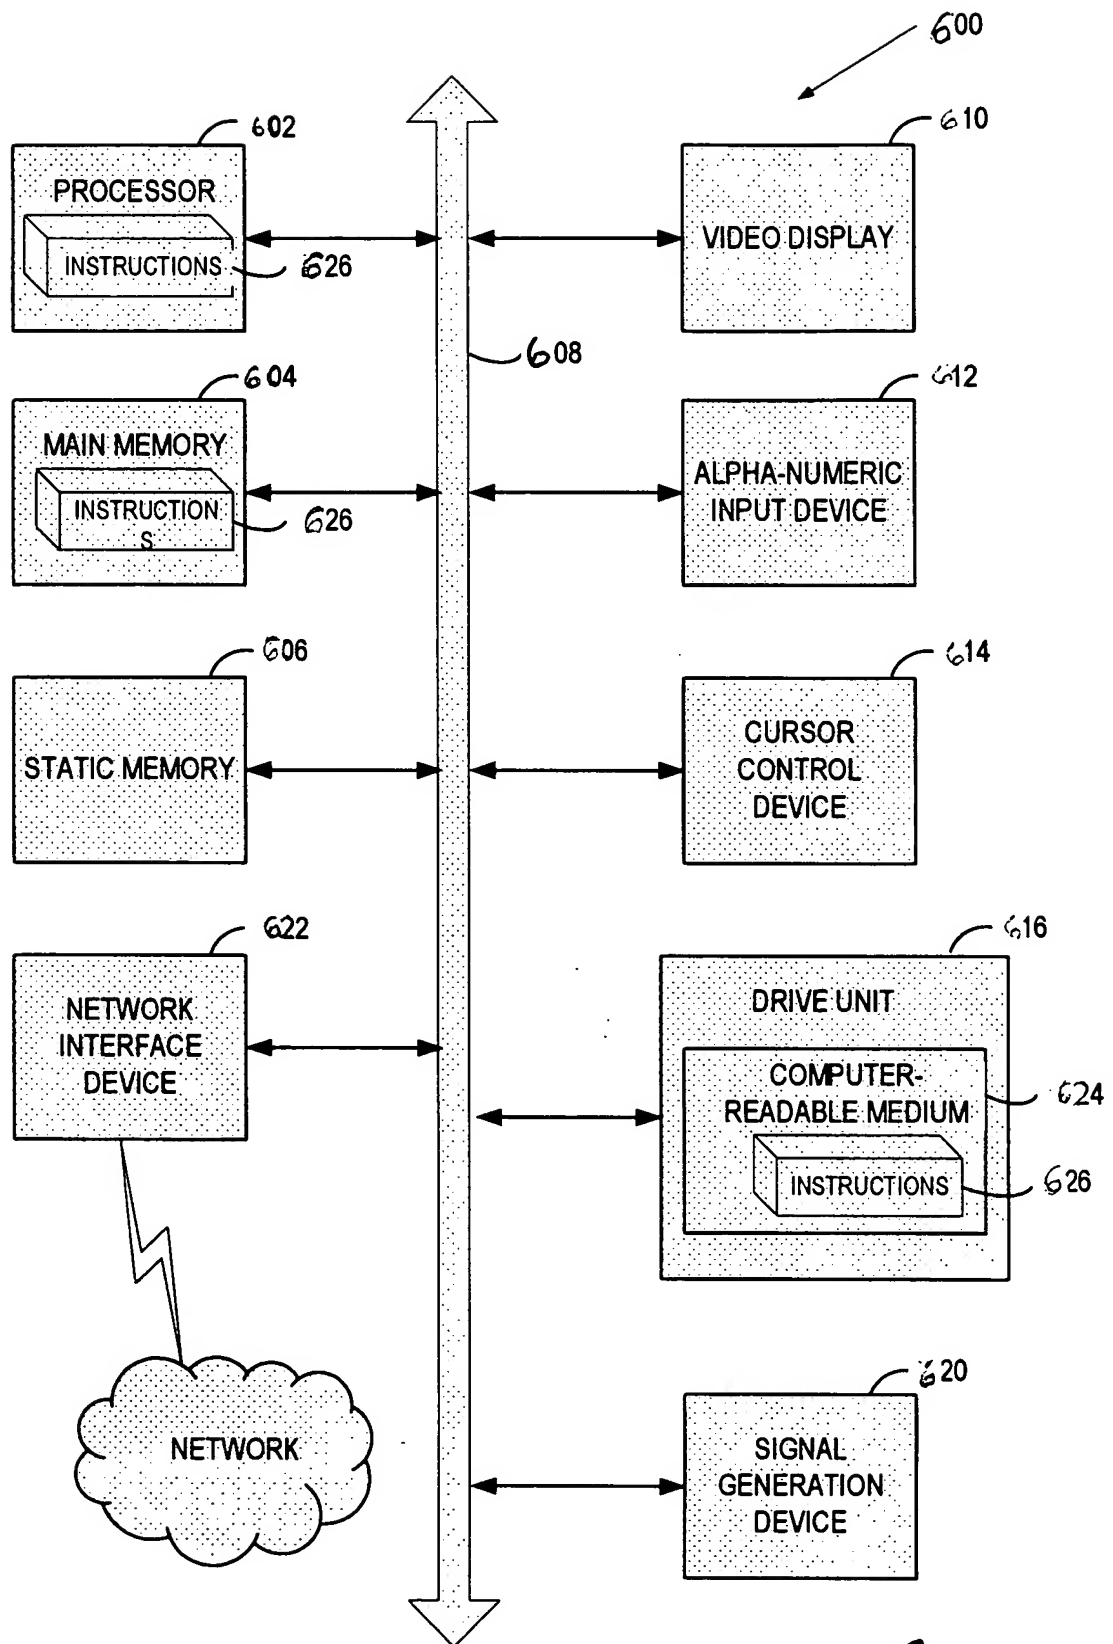 600
602
PROCESSOR
INSTRUCTIONS
626
610
VIDEO DISPLAY
608
604
MAIN MEMORY
INSTRUCTION
S
626
612
ALPHA-NUMERIC
INPUT DEVICE
606
STATIC MEMORY
614
CURSOR
CONTROL
DEVICE
622
NETWORK
INTERFACE
DEVICE
616
DRIVE UNIT
COMPUTER-
READABLE MEDIUM
624
INSTRUCTIONS
626
NETWORK
620
SIGNAL
GENERATION
DEVICE